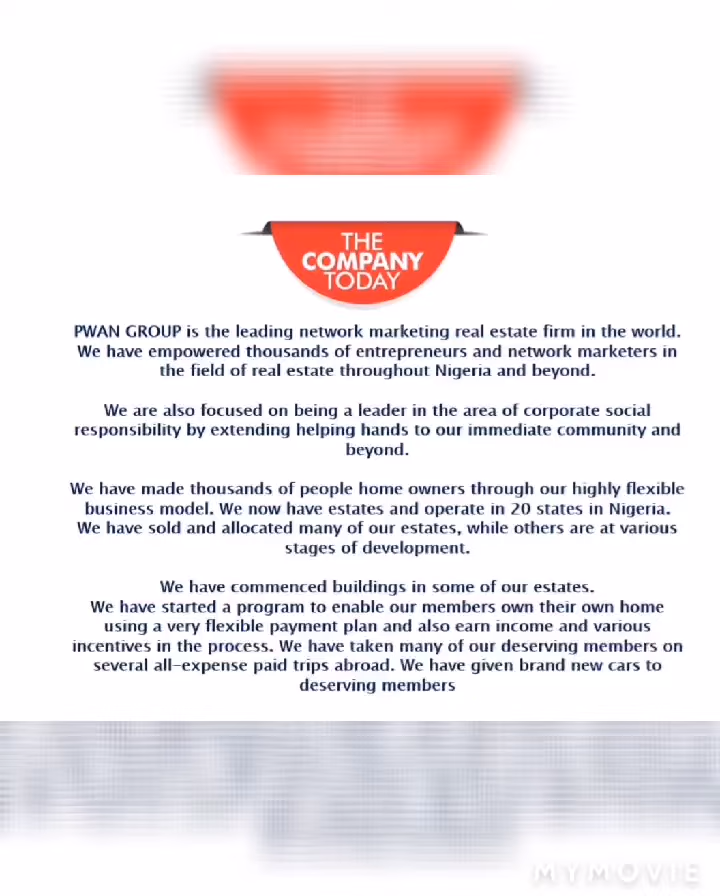 THE
COMPANY
TODAY
PWAN GROUP is the leading network marketing real estate firm in the world.
We have empowered thousands of entrepreneurs and network marketers in
the field of real estate throughout Nigeria and beyond.
We are also focused on being a leader in the area of corporate social
responsibility by extending helping hands to our immediate community and
beyond.
We have made thousands of people home owners through our highly flexible
business model. We now have estates and operate in 20 states in Nigeria.
We have sold and allocated many of our estates, while others are at various
stages of development.
We have commenced buildings in some of our estates.
We have started a program to enable our members own their own home
using a very flexible payment plan and also earn income and various
incentives in the process. We have taken many of our deserving members on
several all-expense paid trips abroad. We have given brand new cars to
deserving members
MYMOVIE